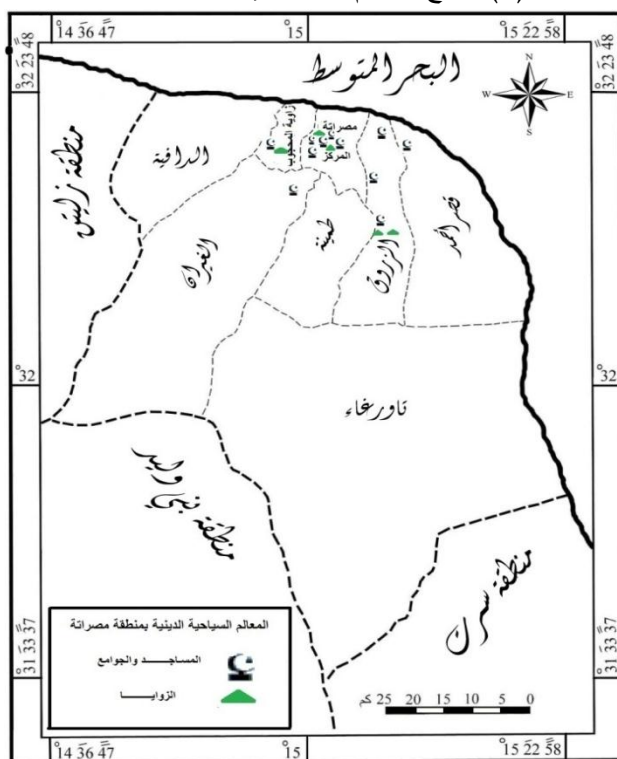 14 36 47
15
15 22 58
32 23 48
32 23 48
البحر المتوسط
N
W
E
S
منطقة زليتن
الدافنية
زاوية المحجوب
مصراتة
المركز
قصر أحمد
الغيران
طمينة
الزروق
32
32
تاورغاء
منطقة بني وليد
منطقة سرت
31 33 37
31 33 37
المعالم السياحية الدينية بمنطقة مصراتة
المساجـــد والجوامع
الزوايـــا
كم 25 20 15 10 5 0
14 36 47
15
15 22 58